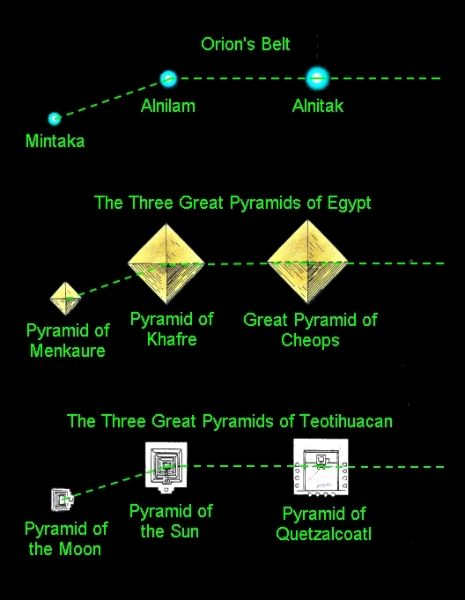 Orion's Belt
Alnilam
Alnitak
Mintaka
The Three Great Pyramids of Egypt
Pyramid of
Khafre
Great Pyramid of
Cheops
Pyramid of
Menkaure
The Three Great Pyramids of Teotihuacan
Pyramid of
the Sun
Pyramid of
Quetzalcoatl
Pyramid of
the Moon